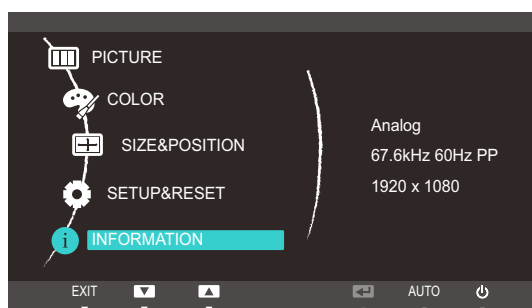 PICTURE
COLOR
SIZE&POSITION
SETUP&RESET
i INFORMATION
Analog
67.6kHz 60Hz PP
1920 x 1080
EXIT AUTO